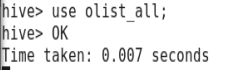 hive> use olist_all;
hive> OK
Time taken: 0.007 seconds